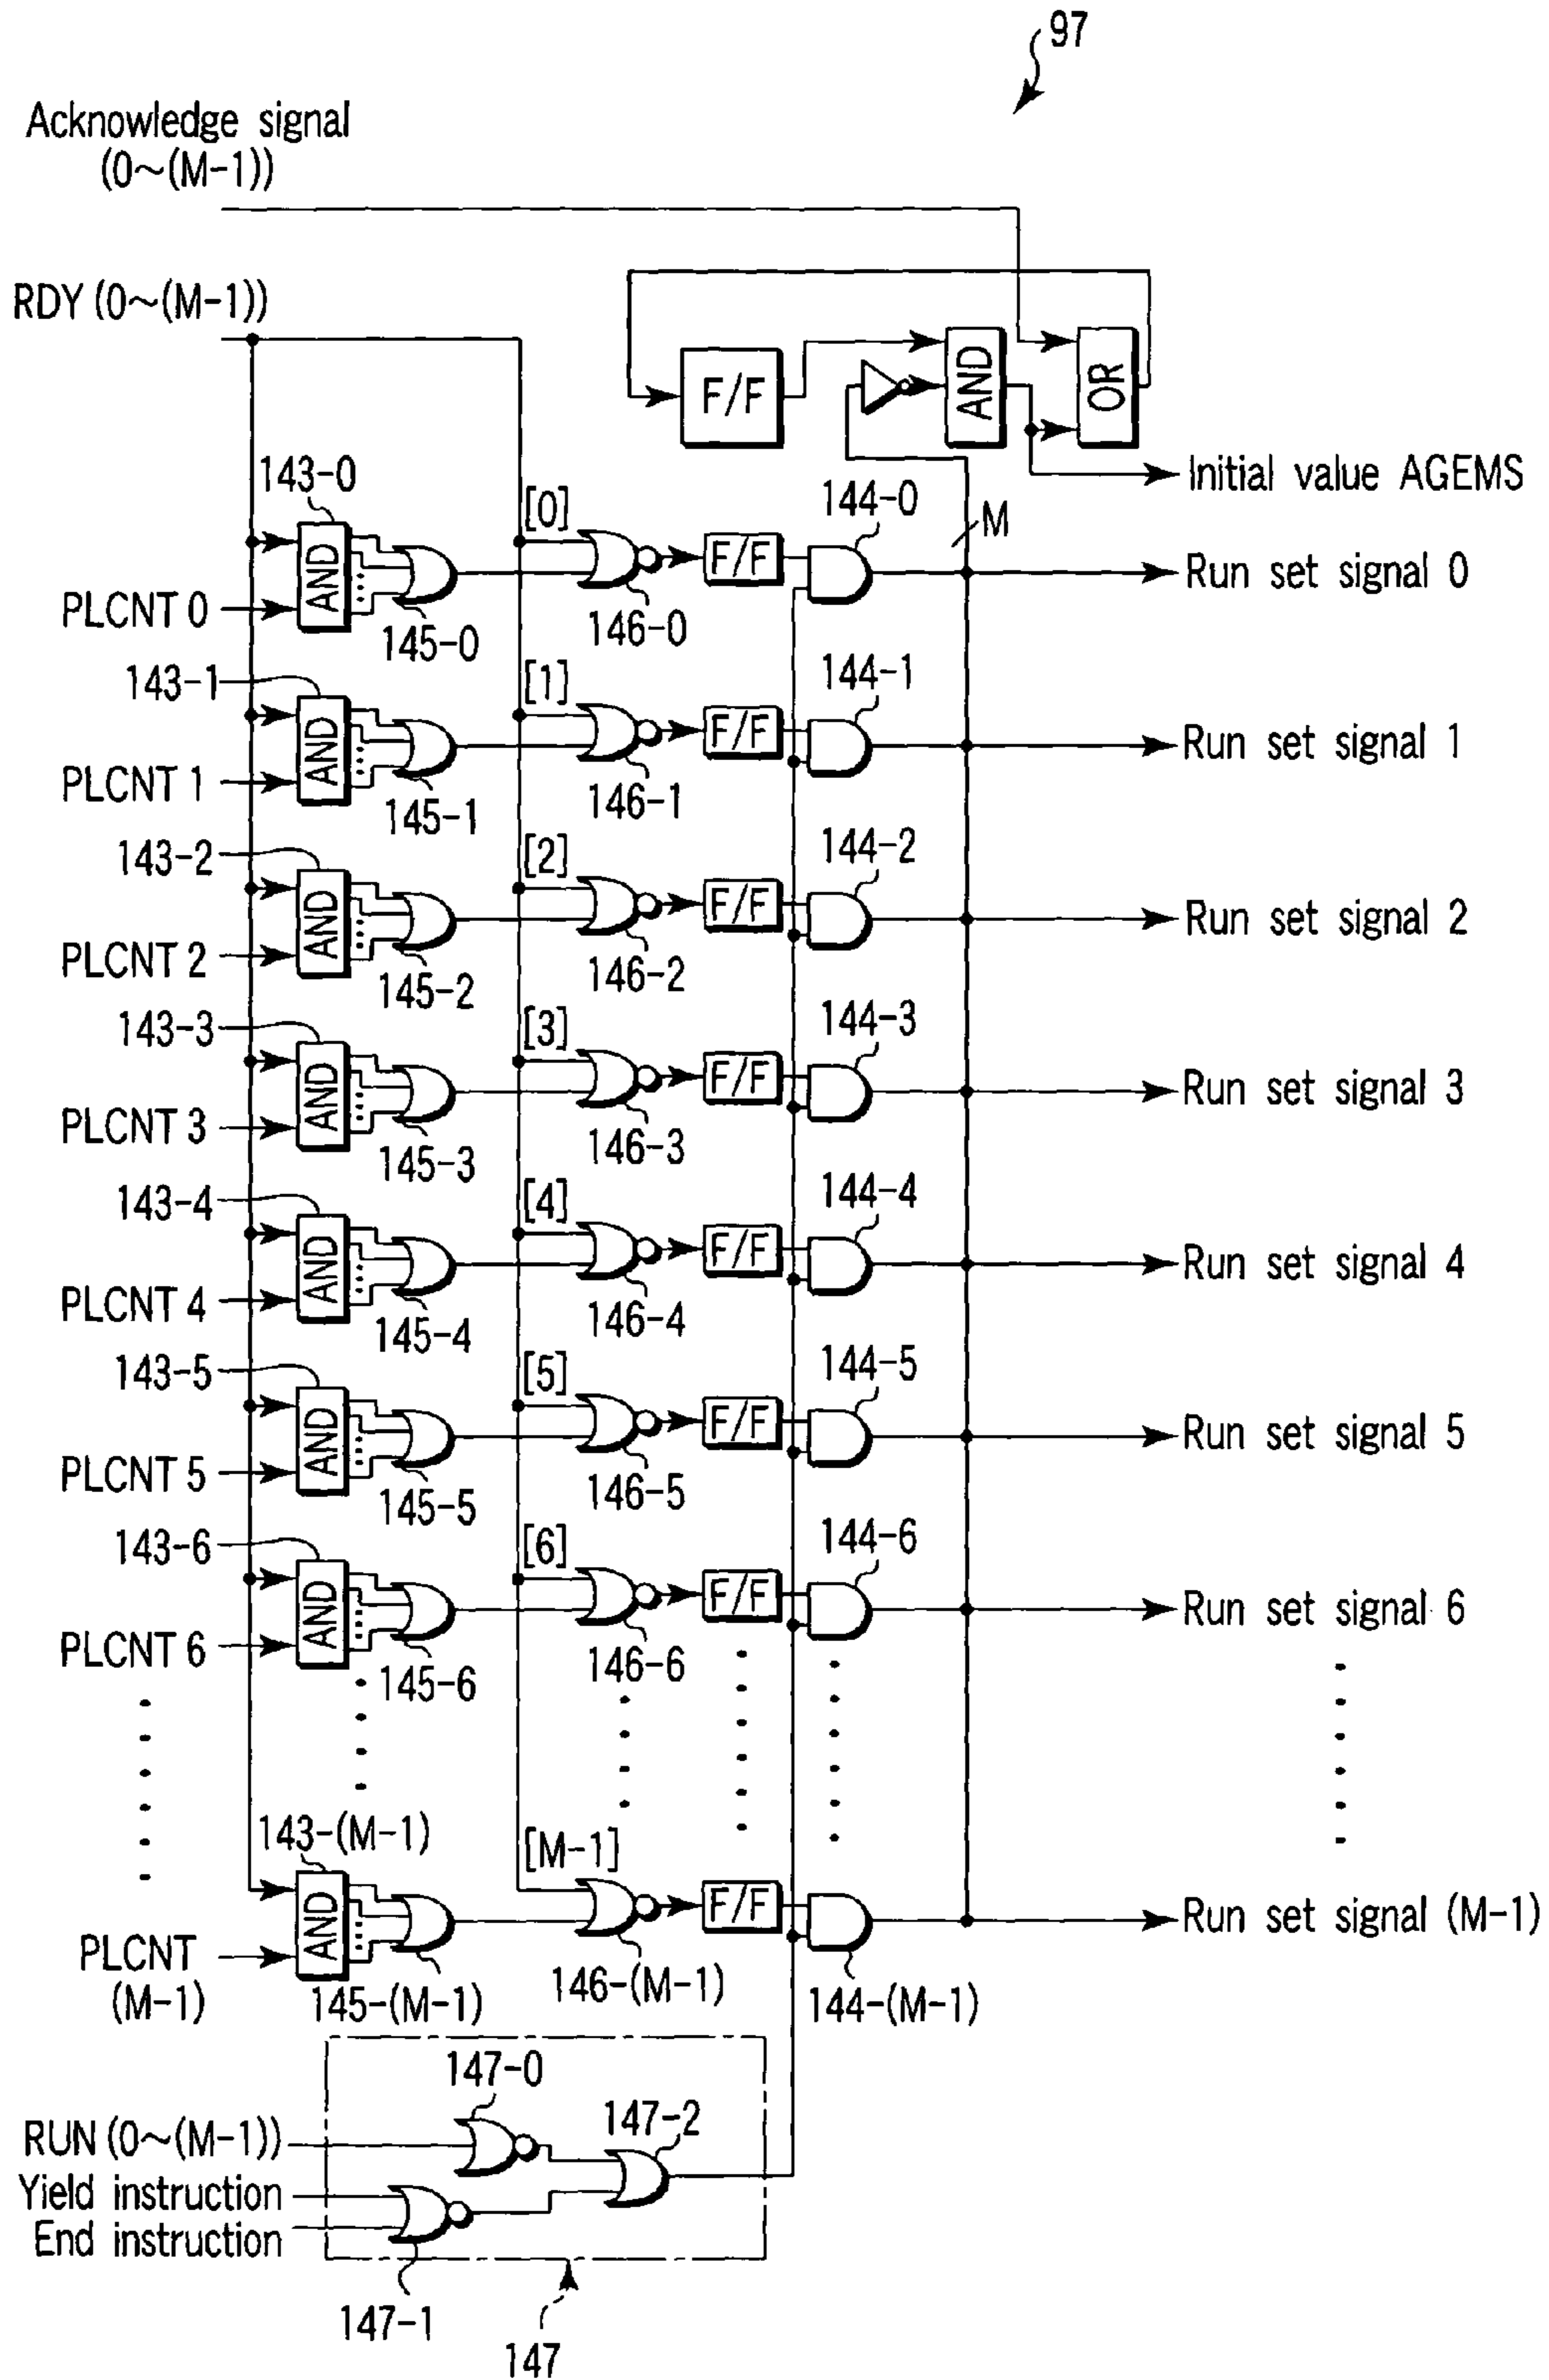 97
Acknowledge signal
(0~(M-1))
RDY (0~(M-1))
F/F
AND
OR
Initial value AGEMS
143-0
[0]
144-0
M
AND
F/F
Run set signal 0
PLCNT 0
145-0
146-0
143-1
[1]
144-1
AND
F/F
Run set signal 1
PLCNT 1
145-1
146-1
143-2
[2]
144-2
AND
F/F
Run set signal 2
PLCNT 2
145-2
146-2
143-3
[3]
144-3
AND
F/F
Run set signal 3
PLCNT 3
145-3
146-3
143-4
[4]
144-4
AND
F/F
Run set signal 4
PLCNT 4
145-4
146-4
143-5
[5]
144-5
AND
F/F
Run set signal 5
PLCNT 5
145-5
146-5
143-6
[6]
144-6
AND
F/F
Run set signal 6
PLCNT 6
145-6
146-6
143-(M-1)
[M-1]
AND
F/F
Run set signal (M-1)
PLCNT
(M-1)
145-(M-1)
146-(M-1)
144-(M-1)
147-0
147-2
RUN (0~(M-1))
Yield instruction
End instruction
147-1
147